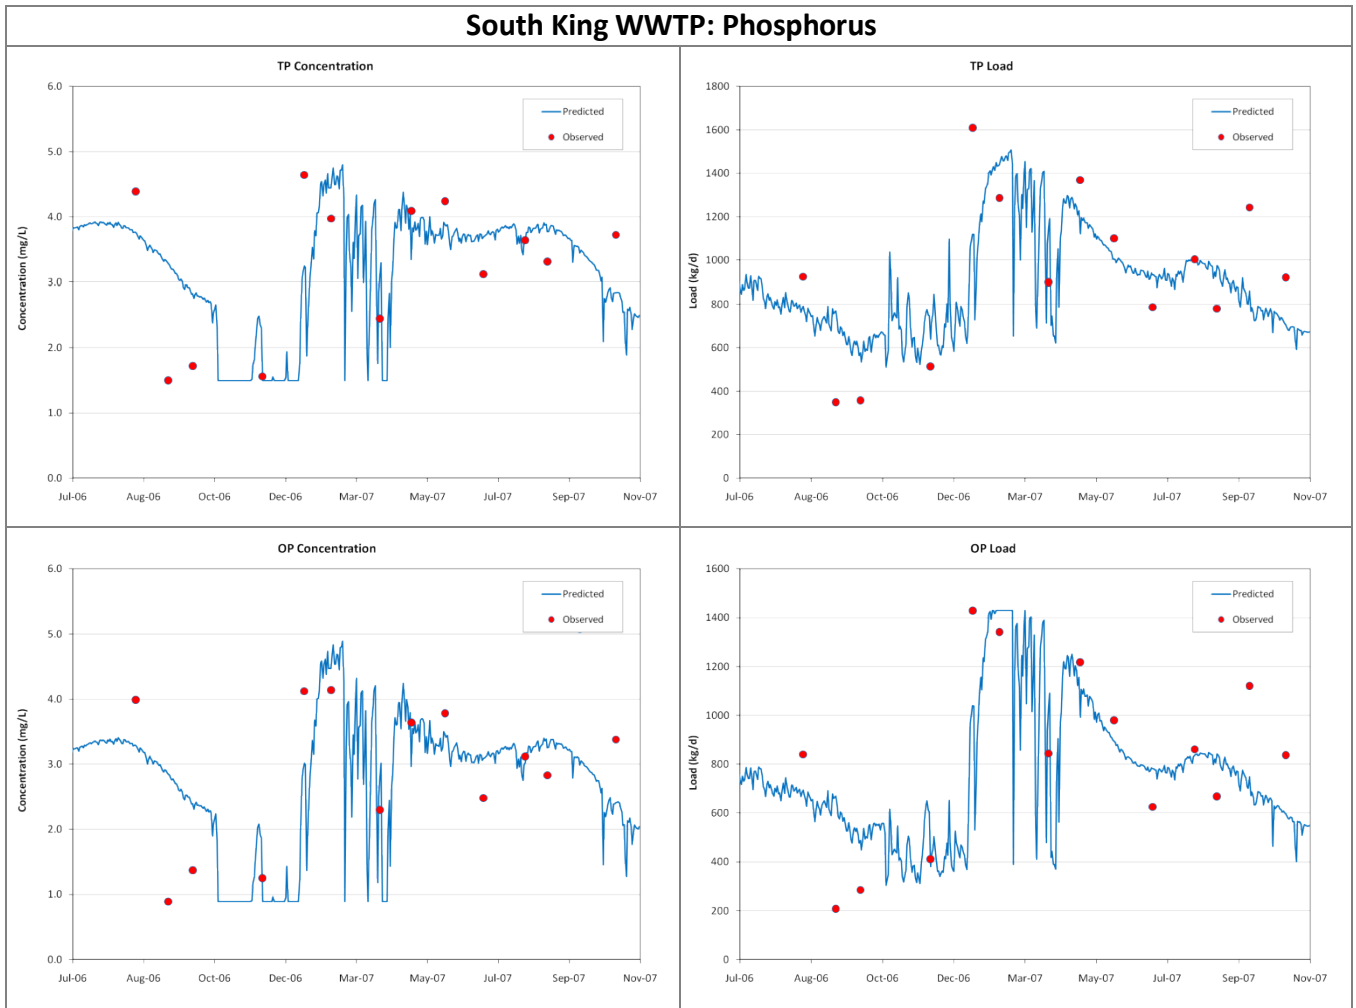 South King WWTP: Phosphorus
TP Concentration
Concentration (mg/L)
6.0
5.0
4.0
3.0
2.0
1.0
0.0
Predicted
Observed
Jul-06 Aug-06 Oct-06 Dec-06 Mar-07 May-07 Jul-07 Sep-07 Nov-07
TP Load
Load (kg/d)
1800
1600
1400
1200
1000
800
600
400
200
0
Predicted
Observed
Jul-06 Aug-06 Oct-06 Dec-06 Mar-07 May-07 Jul-07 Sep-07 Nov-07
OP Concentration
Concentration (mg/L)
6.0
5.0
4.0
3.0
2.0
1.0
0.0
Predicted
Observed
Jul-06 Aug-06 Oct-06 Dec-06 Mar-07 May-07 Jul-07 Sep-07 Nov-07
OP Load
Load (kg/d)
1600
1400
1200
1000
800
600
400
200
0
Predicted
Observed
Jul-06 Aug-06 Oct-06 Dec-06 Mar-07 May-07 Jul-07 Sep-07 Nov-07